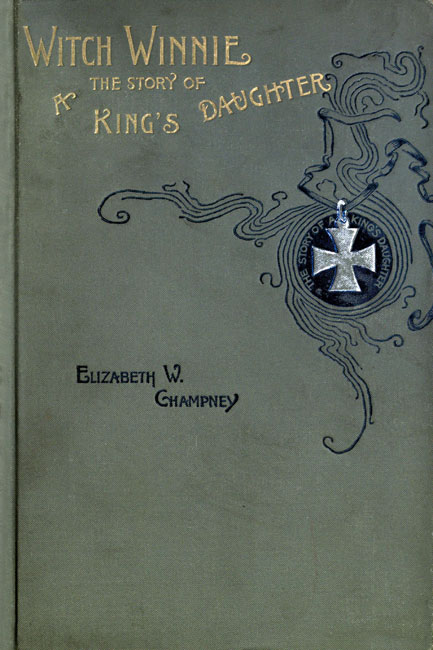 WITCH WINNIE
THE STORY OF
A KING'S DAUGHTER
THE STORY OF A KING'S DAUGHTER
ELIZABETH W.
CHAMPNEY